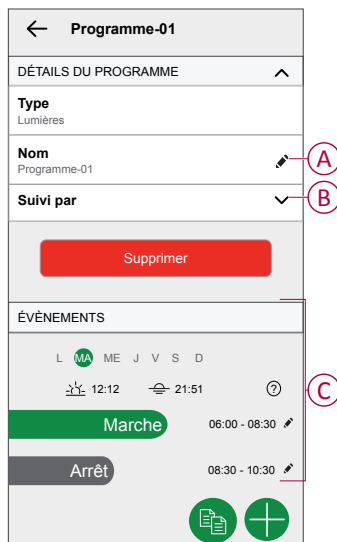 Programme-01
DÉTAILS DU PROGRAMME
Type
Lumières
Nom
Programme-01
A
Suivi par
B
Supprimer
ÉVÈNEMENTS
L MA ME J V S D
12:12 21:51 ?
C
Marche 06:00 - 08:30
Arrêt 08:30 - 10:30